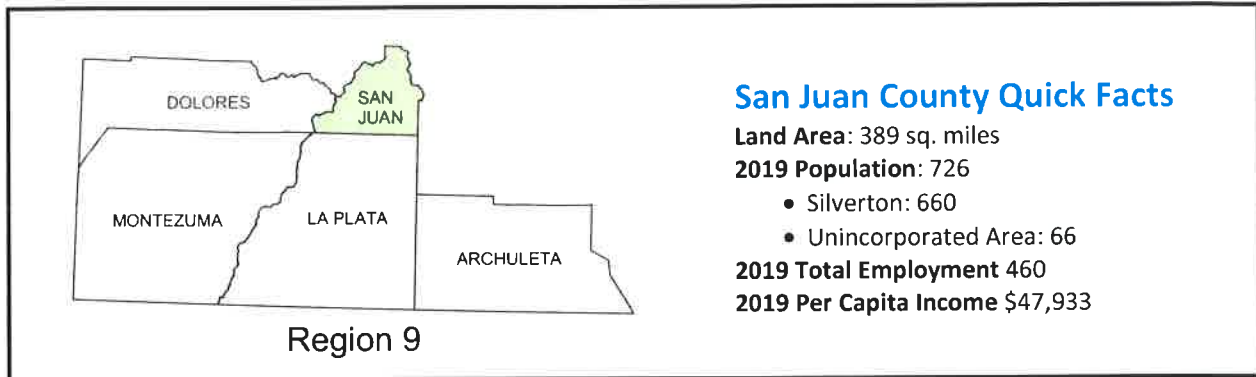 DOLORES
SAN
JUAN
MONTEZUMA
LA PLATA
ARCHULETA
Region 9
San Juan County Quick Facts
Land Area: 389 sq. miles
2019 Population: 726
• Silverton: 660
• Unincorporated Area: 66
2019 Total Employment 460
2019 Per Capita Income $47,933